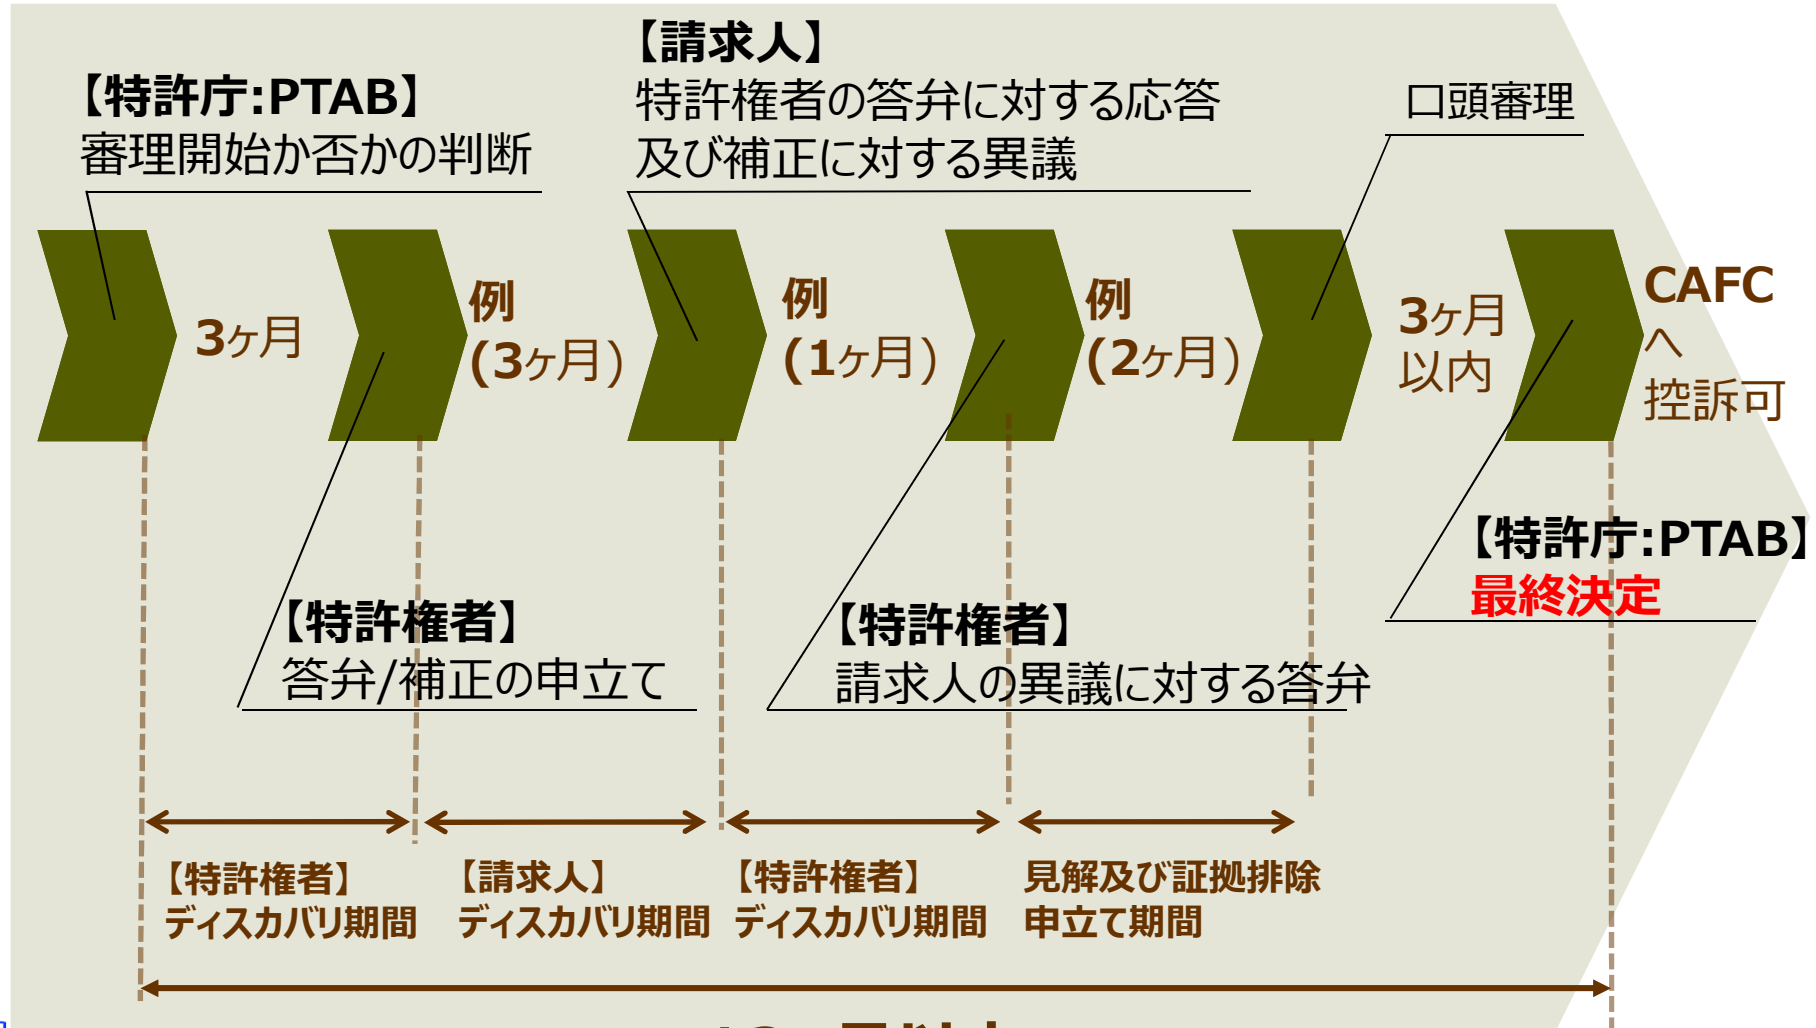 【請求人】
特許権者の答弁に対する応答
及び補正に対する異議
【特許庁:PTAB】
審理開始か否かの判断
口頭審理
3ヶ月
例
(3ヶ月)
例
(1ヶ月)
例
(2ヶ月)
3ヶ月
以内
CAFC
へ
控訴可
【特許庁:PTAB】
最終決定
【特許権者】
答弁/補正の申立て
【特許権者】
請求人の異議に対する答弁
【特許権者】
ディスカバリ期間
【請求人】
ディスカバリ期間
【特許権者】
ディスカバリ期間
見解及び証拠排除
申立て期間